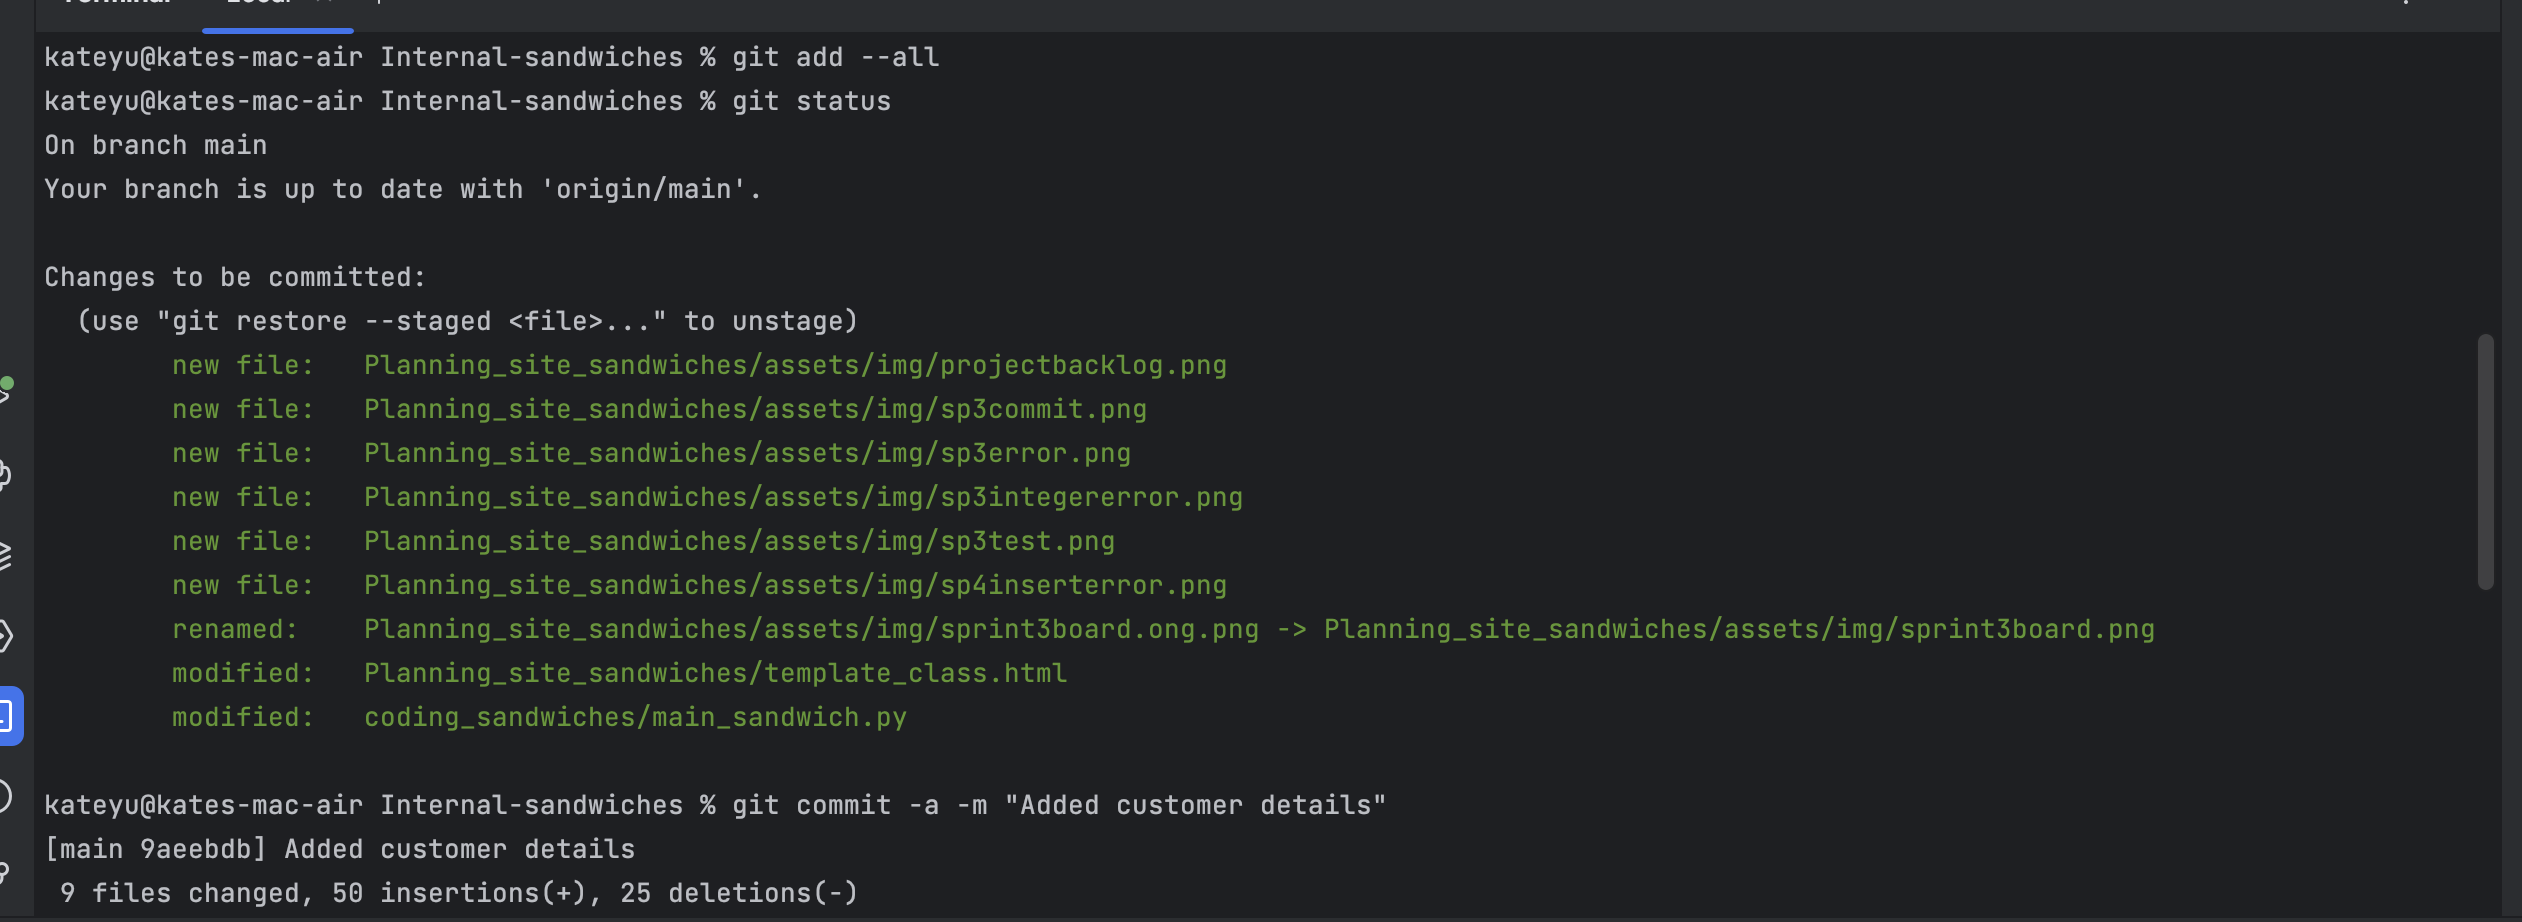 Terminal Local
kateyu@kates-mac-air Internal-sandwiches % git add --all
kateyu@kates-mac-air Internal-sandwiches % git status
On branch main
Your branch is up to date with 'origin/main'.
Changes to be committed:
(use "git restore --staged <file>..." to unstage)
new file: Planning_site_sandwiches/assets/img/projectbacklog.png
new file: Planning_site_sandwiches/assets/img/sp3commit.png
new file: Planning_site_sandwiches/assets/img/sp3error.png
new file: Planning_site_sandwiches/assets/img/sp3integererror.png
new file: Planning_site_sandwiches/assets/img/sp3test.png
new file: Planning_site_sandwiches/assets/img/sp4inserterror.png
renamed: Planning_site_sandwiches/assets/img/sprint3board.ong.png -> Planning_site_sandwiches/assets/img/sprint3board.png
modified: Planning_site_sandwiches/template_class.html
modified: coding_sandwiches/main_sandwich.py
kateyu@kates-mac-air Internal-sandwiches % git commit -a -m "Added customer details"
[main 9aeebdb] Added customer details
9 files changed, 50 insertions(+), 25 deletions(-)